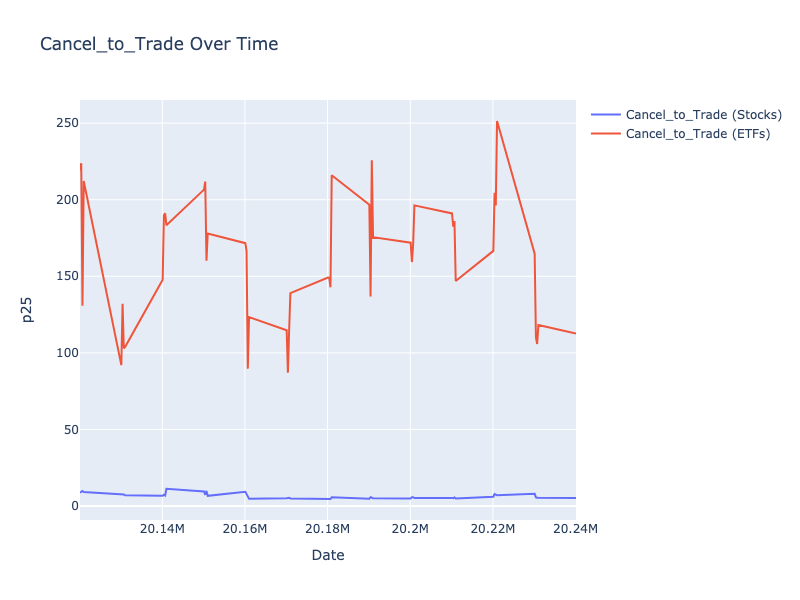 Cancel_to_Trade Over Time
Cancel_to_Trade (Stocks)
Cancel_to_Trade (ETFs)
p25
250
200
150
100
50
0
20.14M
20.16M
20.18M
20.2M
20.22M
20.24M
Date